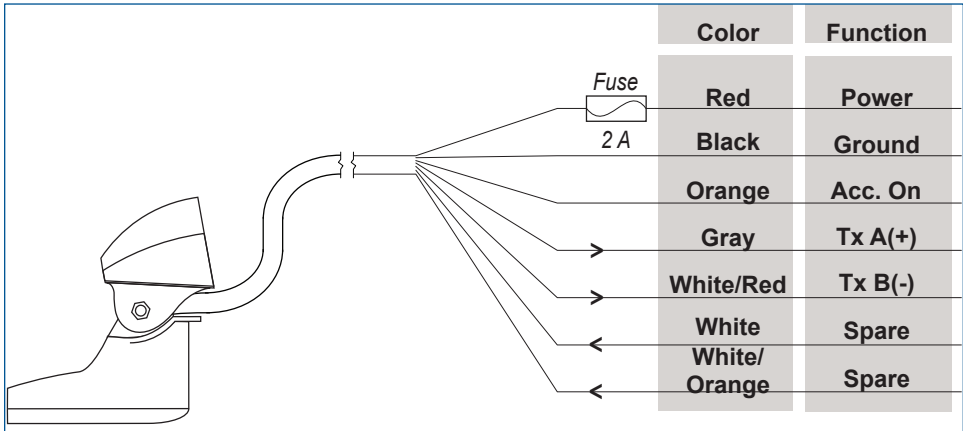 Color Function
Fuse
Red Power
2 A
Black Ground
Orange Acc. On
Gray Tx A(+)
White/Red Tx B(-)
White Spare
White/
Orange Spare